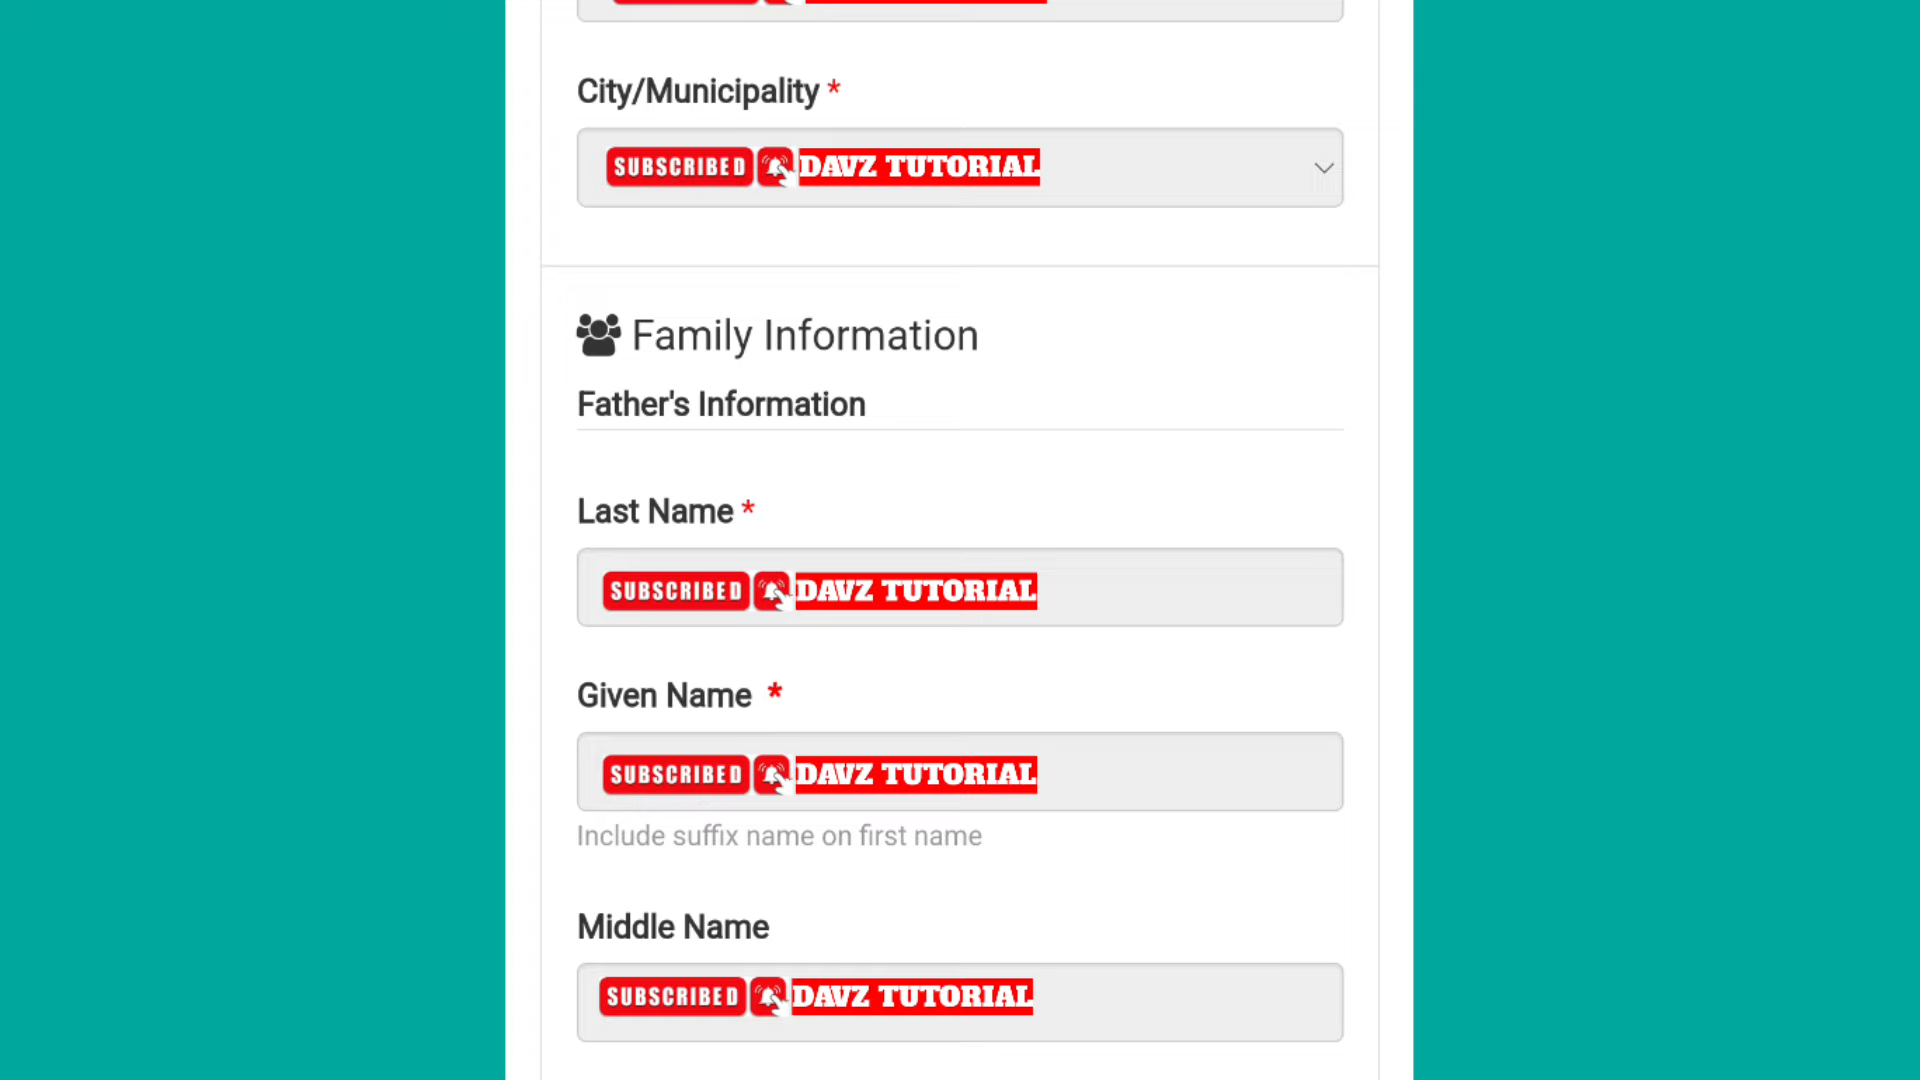 City/Municipality *
SUBSCRIBED DAVZ TUTORIAL
Family Information
Father's Information
Last Name *
SUBSCRIBED DAVZ TUTORIAL
Given Name *
SUBSCRIBED DAVZ TUTORIAL
Include suffix name on first name
Middle Name
SUBSCRIBED DAVZ TUTORIAL